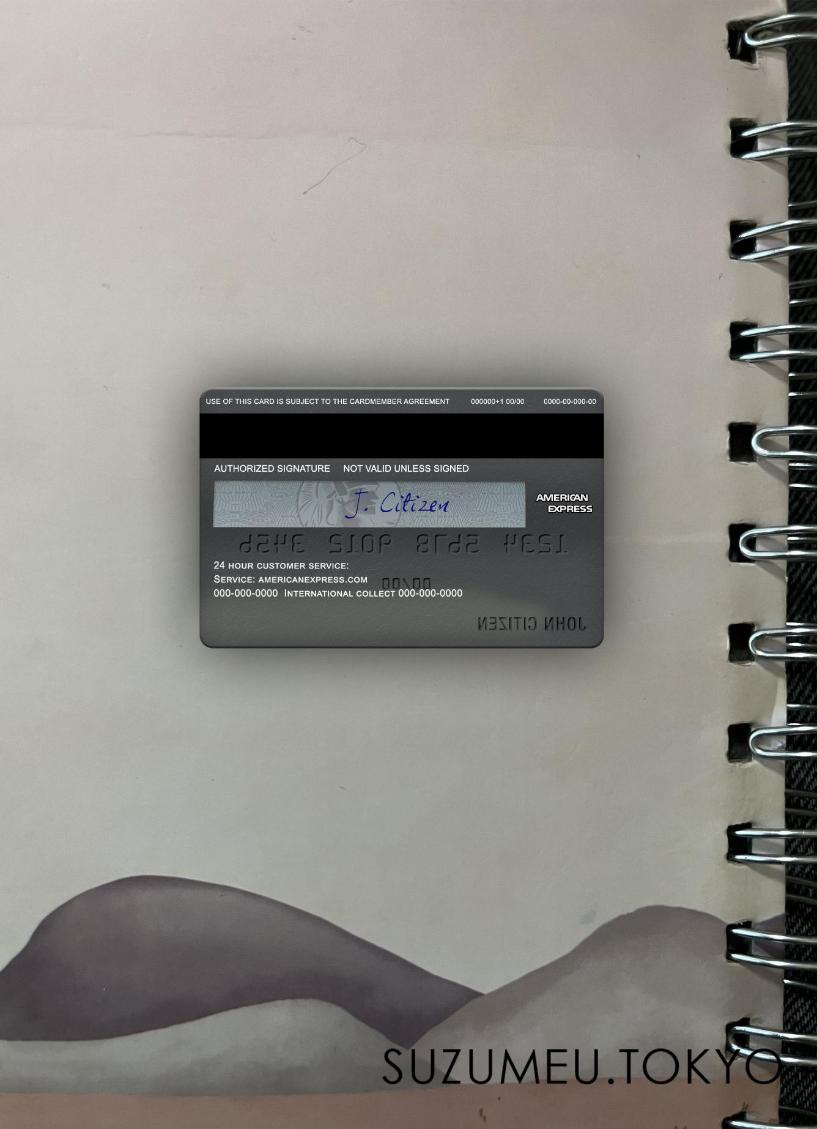 USE OF THIS CARD IS SUBJECT TO THE CARDMEMBER AGREEMENT 000000+1 00/00 0000-00-000-00
AUTHORIZED SIGNATURE NOT VALID UNLESS SIGNED
J. Citizen
AMERICAN
EXPRESS
1234 5678 9012 3456
24 HOUR CUSTOMER SERVICE:
SERVICE: AMERICANEXPRESS.COM
00/00
000-000-0000 INTERNATIONAL COLLECT 000-000-0000
JOHN CITIZEN
SUZUMEU.TOKYO